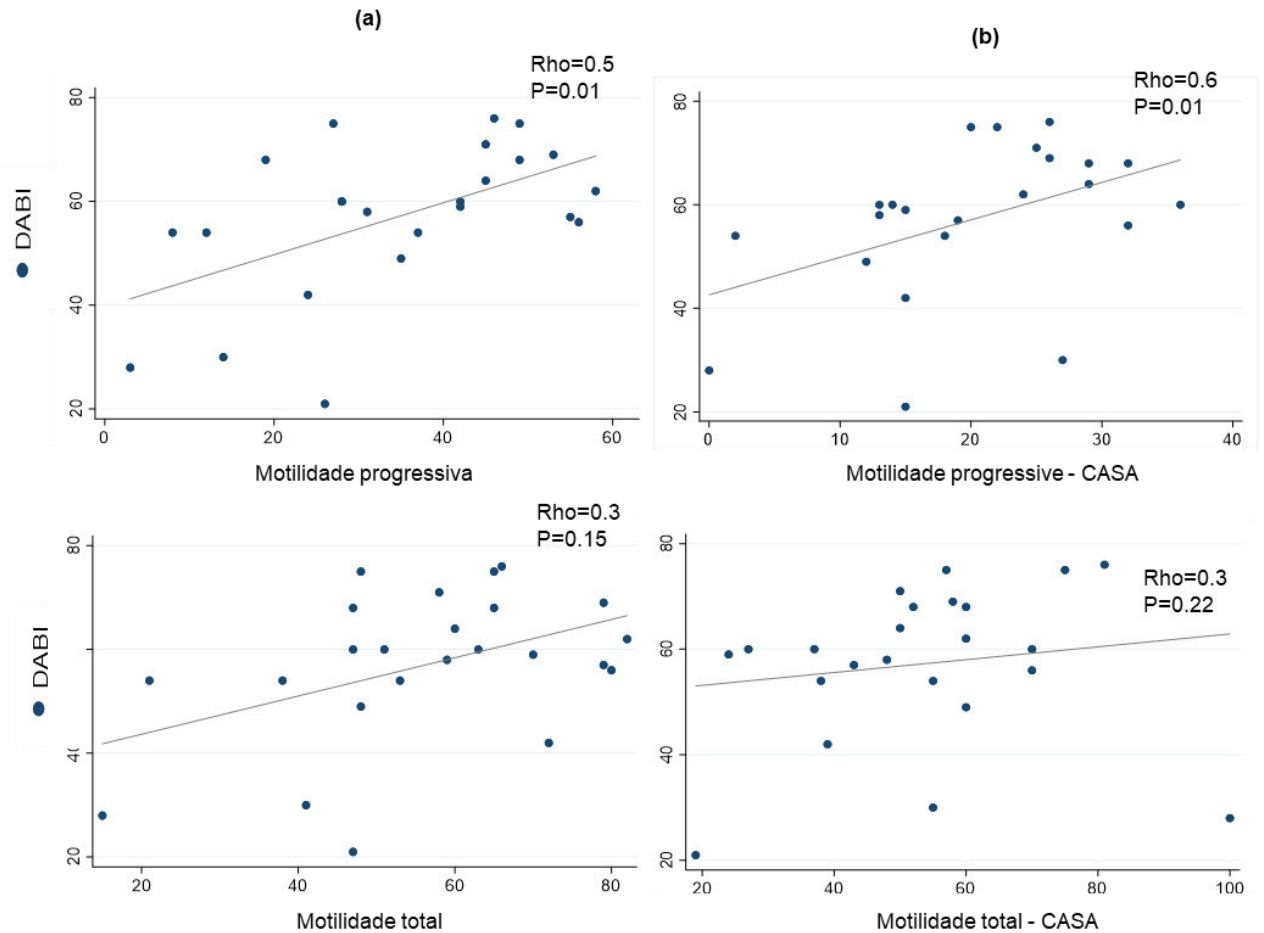 (a)
Rho=0.5
P=0.01
DABI
80
60
40
20
0
20
40
60
Motilidade progressiva
(b)
Rho=0.6
P=0.01
80
60
40
20
0
10
20
30
40
Motilidade progressive - CASA
Rho=0.3
P=0.15
DABI
80
40
20
20
40
60
80
Motilidade total
Rho=0.3
P=0.22
80
60
40
20
20
40
60
80
100
Motilidade total - CASA